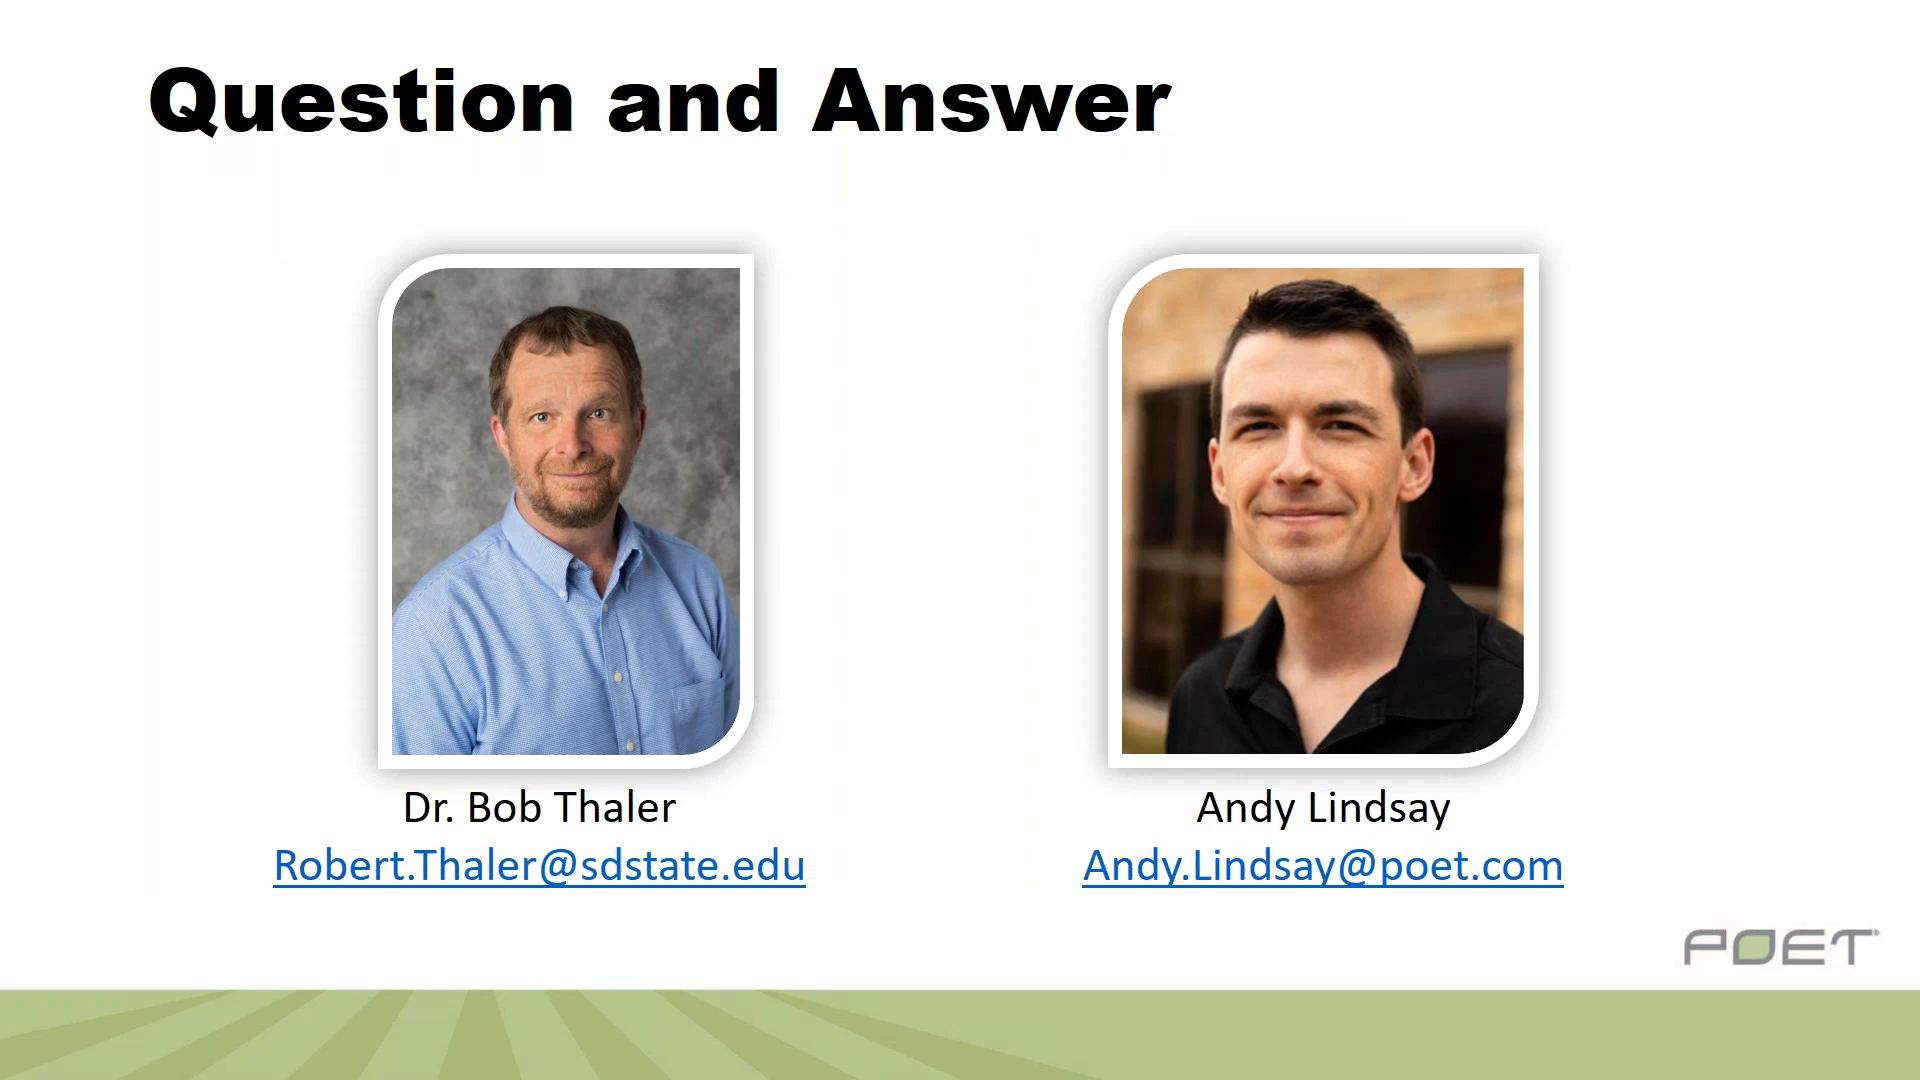 Question and Answer
Dr. Bob Thaler
Robert.Thaler@sdstate.edu
Andy Lindsay
Andy.Lindsay@poet.com
POET